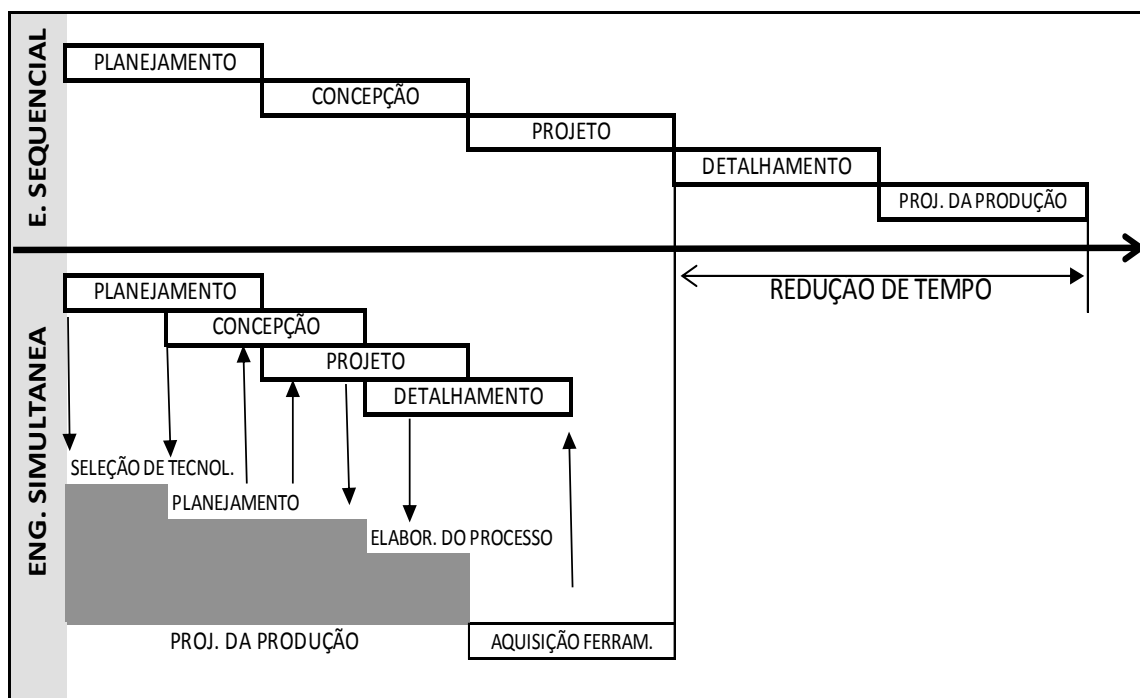 E. SEQUENCIAL
PLANEJAMENTO
CONCEPÇÃO
PROJETO
DETALHAMENTO
PROJ. DA PRODUÇÃO
REDUÇAO DE TEMPO
ENG. SIMULTANEA
PLANEJAMENTO
CONCEPÇÃO
PROJETO
DETALHAMENTO
SELEÇÃO DE TECNOL.
PLANEJAMENTO
ELABOR. DO PROCESSO
PROJ. DA PRODUÇÃO
AQUISIÇÃO FERRAM.